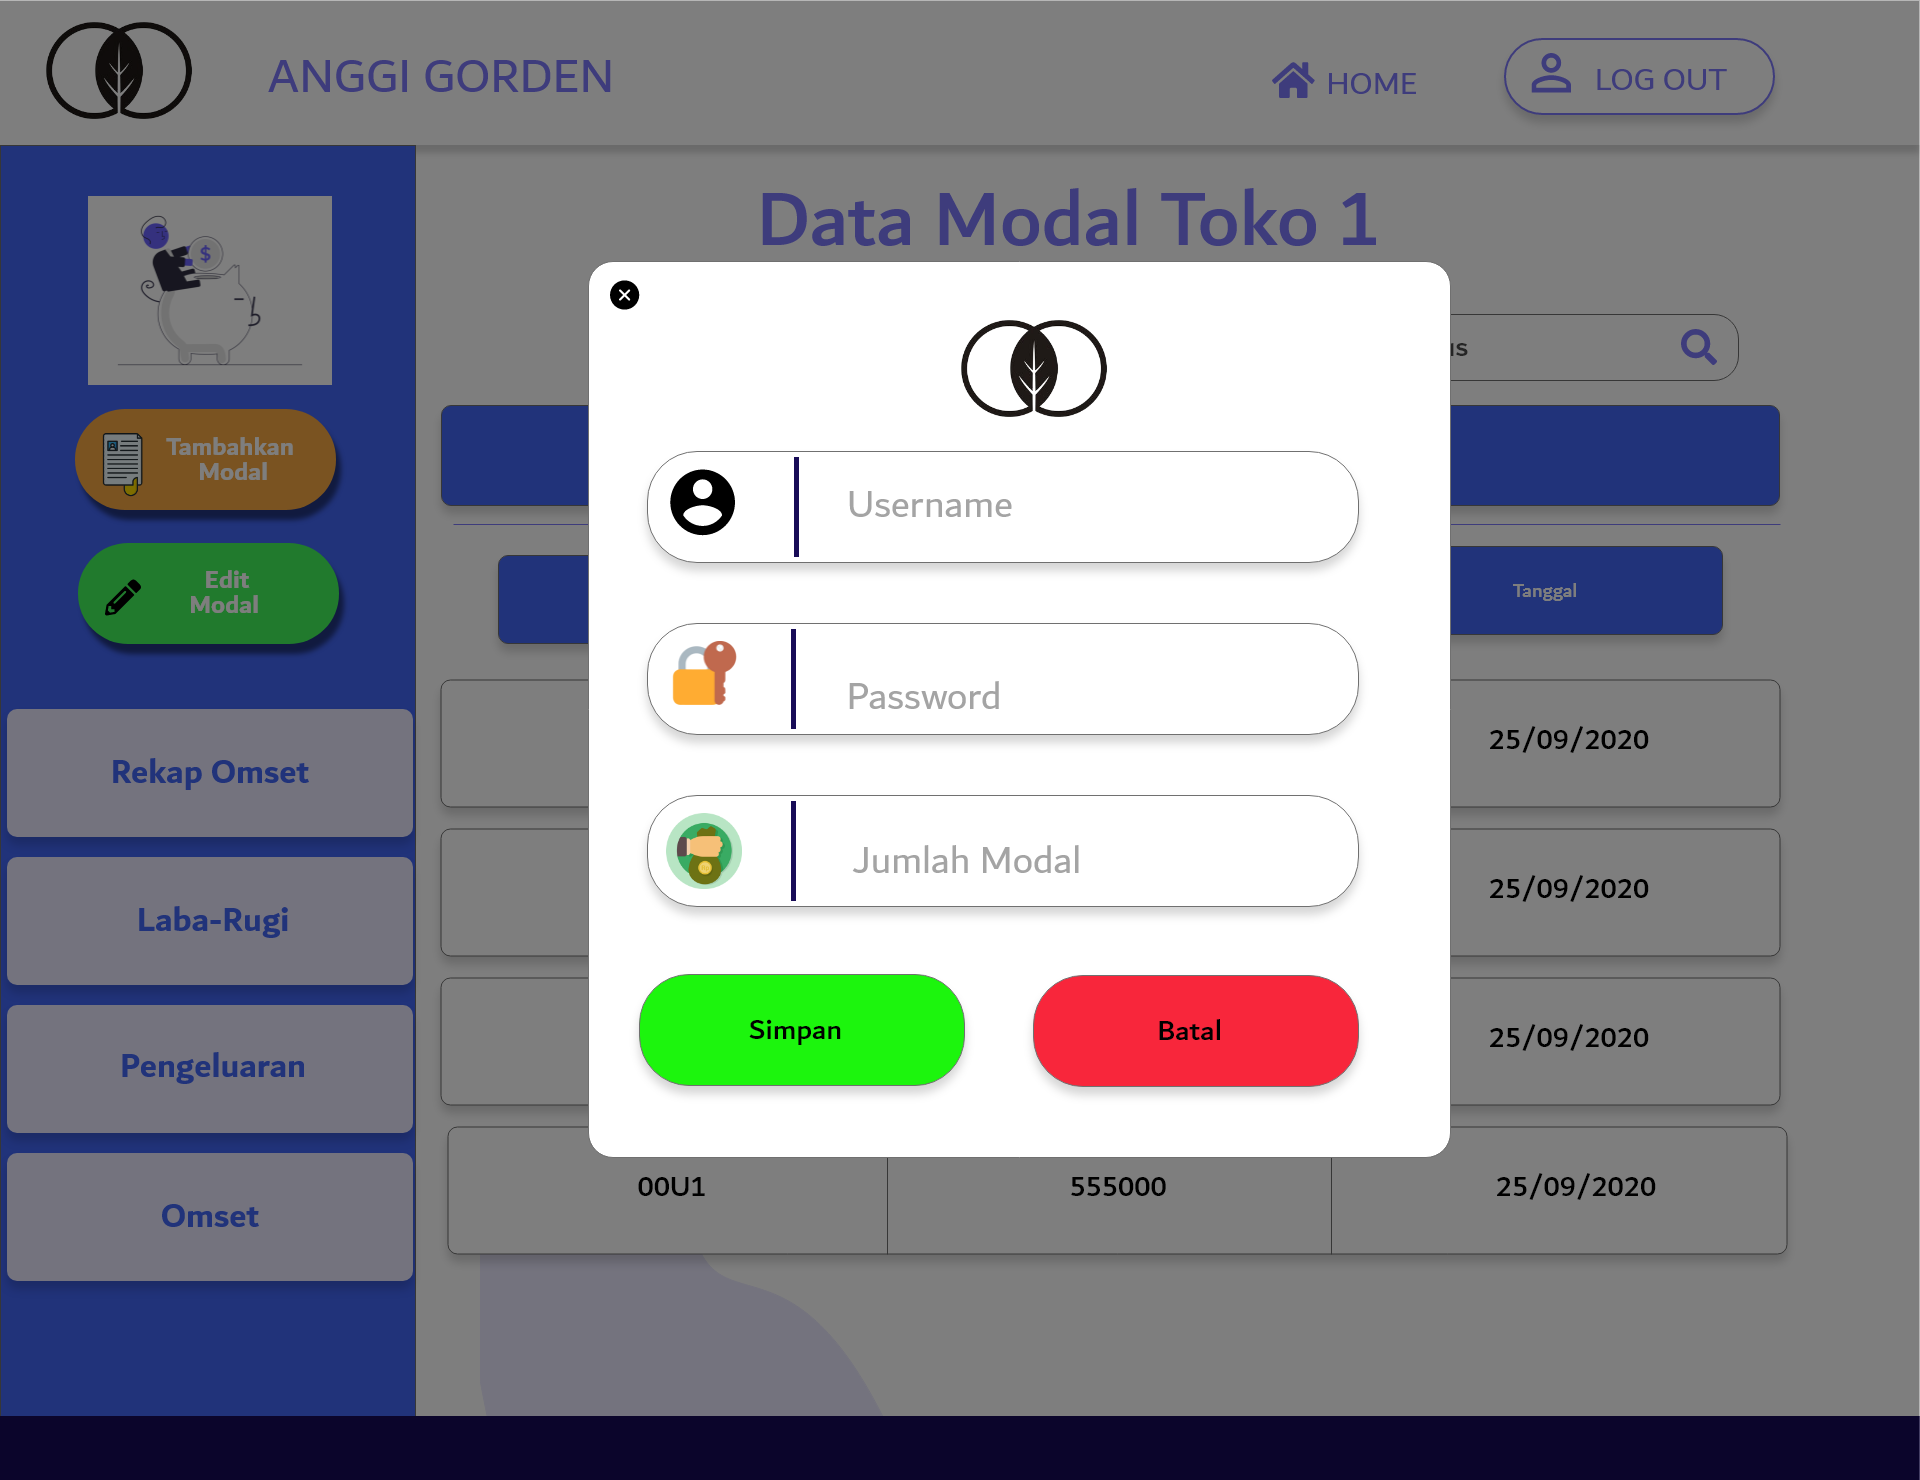 ANGGI GORDEN
HOME
LOG OUT
Data Modal Toko 1
$
Tambahkan
Modal
Edit
Modal
Rekap Omset
Laba-Rugi
Pengeluaran
Omset
Username
Password
Jumlah Modal
Simpan
Batal
Tanggal
25/09/2020
25/09/2020
25/09/2020
00U1
555000
25/09/2020